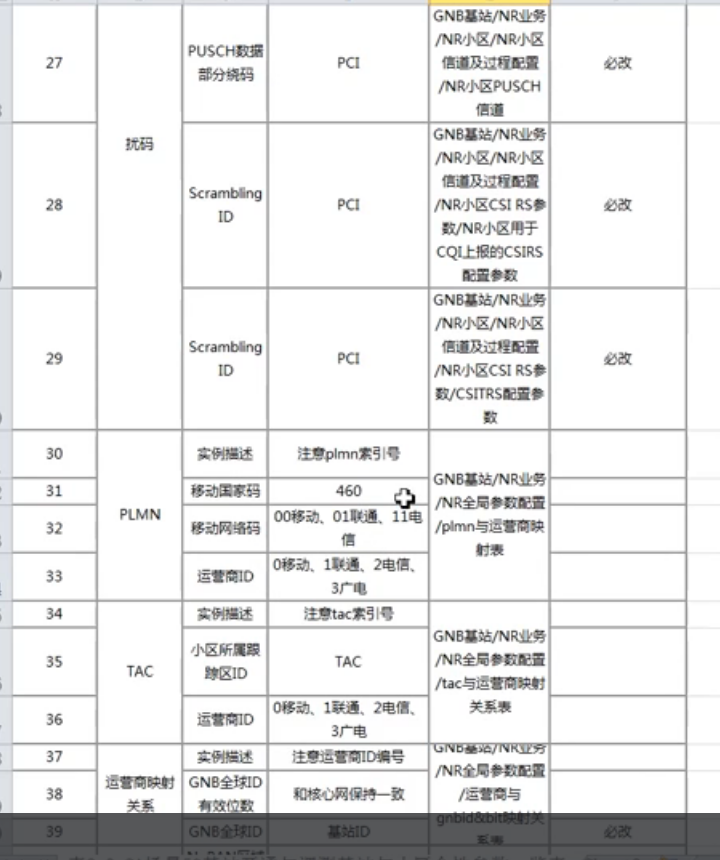 27
扰码
PUSCH数据
部分绕码
PCI
GNB基站/NR业务
/NR小区/NR小区
信道及过程配置
/NR小区PUSCH
信道
必改
28
Scrambling
ID
PCI
GNB基站/NR业务
/NR小区/NR小区
信道及过程配置
/NR小区CSI RS参
数/NR小区用于
CQI上报的CSIRS
配置参数
必改
29
Scrambling
ID
PCI
GNB基站/NR业务
/NR小区/NR小区
信道及过程配置
/NR小区CSI RS参
数/CSITRS配置参
数
必改
30
PLMN
实例描述
注意plmn索引号
GNB基站/NR业务
/NR全局参数配置
/plmn与运营商映
射表
31
移动国家码
460
32
移动网络码
00移动、01联通、11电
信
33
运营商ID
0移动、1联通、2电信、
3广电
34
TAC
实例描述
注意tac索引号
GNB基站/NR业务
/NR全局参数配置
/tac与运营商映射
关系表
35
小区所属跟
踪区ID
TAC
36
运营商ID
0移动、1联通、2电信、
3广电
37
运营商映射
关系
实例描述
注意运营商ID编号
GNB基站/NR业务
/NR全局参数配置
/运营商与
gnbId&bit映射关
系表
38
GNB全球ID
有效位数
和核心网保持一致
39
GNB全球ID
基站ID
必改